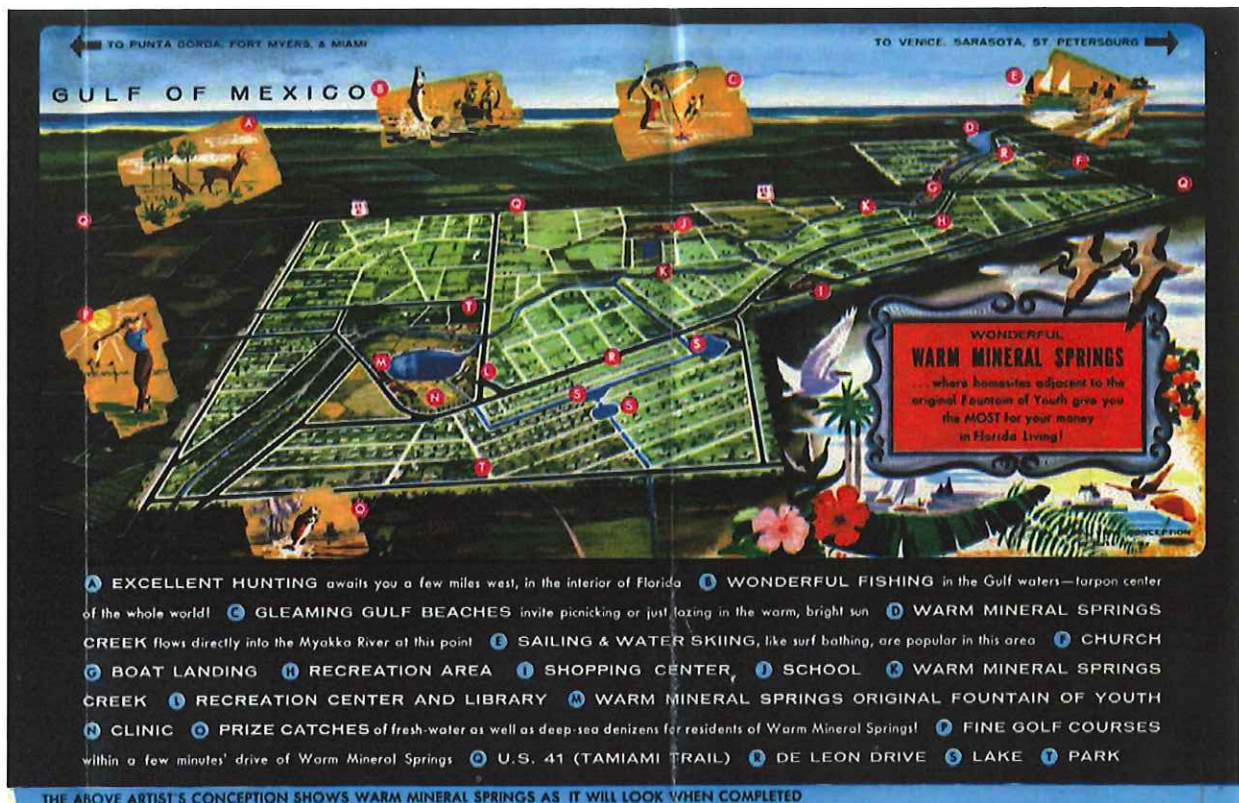 TO PUNTA GORDA, FORT MYERS, & MIAMI
TO VENICE, SARASOTA, ST. PETERSBURG
GULF OF MEXICO
B
C
E
A
D
R
F
Q
G
Q
Q
K
H
J
K
I
P
T
M
L
R
S
N
S
S
T
O
WONDERFUL
WARM MINERAL SPRINGS
...where homesites adjacent to the
original Fountain of Youth give you
the MOST for your money
in Florida Living!
CONCEPTION
A EXCELLENT HUNTING awaits you a few miles west, in the interior of Florida B WONDERFUL FISHING in the Gulf waters—tarpon center
of the whole world! C GLEAMING GULF BEACHES invite picnicking or just lazing in the warm, bright sun D WARM MINERAL SPRINGS
CREEK flows directly into the Myakka River at this point E SAILING & WATER SKIING, like surf bathing, are popular in this area F CHURCH
G BOAT LANDING H RECREATION AREA I SHOPPING CENTER, J SCHOOL K WARM MINERAL SPRINGS
CREEK L RECREATION CENTER AND LIBRARY M WARM MINERAL SPRINGS ORIGINAL FOUNTAIN OF YOUTH
N CLINIC O PRIZE CATCHES of fresh-water as well as deep-sea denizens for residents of Warm Mineral Springs! P FINE GOLF COURSES
within a few minutes' drive of Warm Mineral Springs Q U.S. 41 (TAMIAMI TRAIL) R DE LEON DRIVE S LAKE T PARK
THE ABOVE ARTIST'S CONCEPTION SHOWS WARM MINERAL SPRINGS AS IT WILL LOOK WHEN COMPLETED